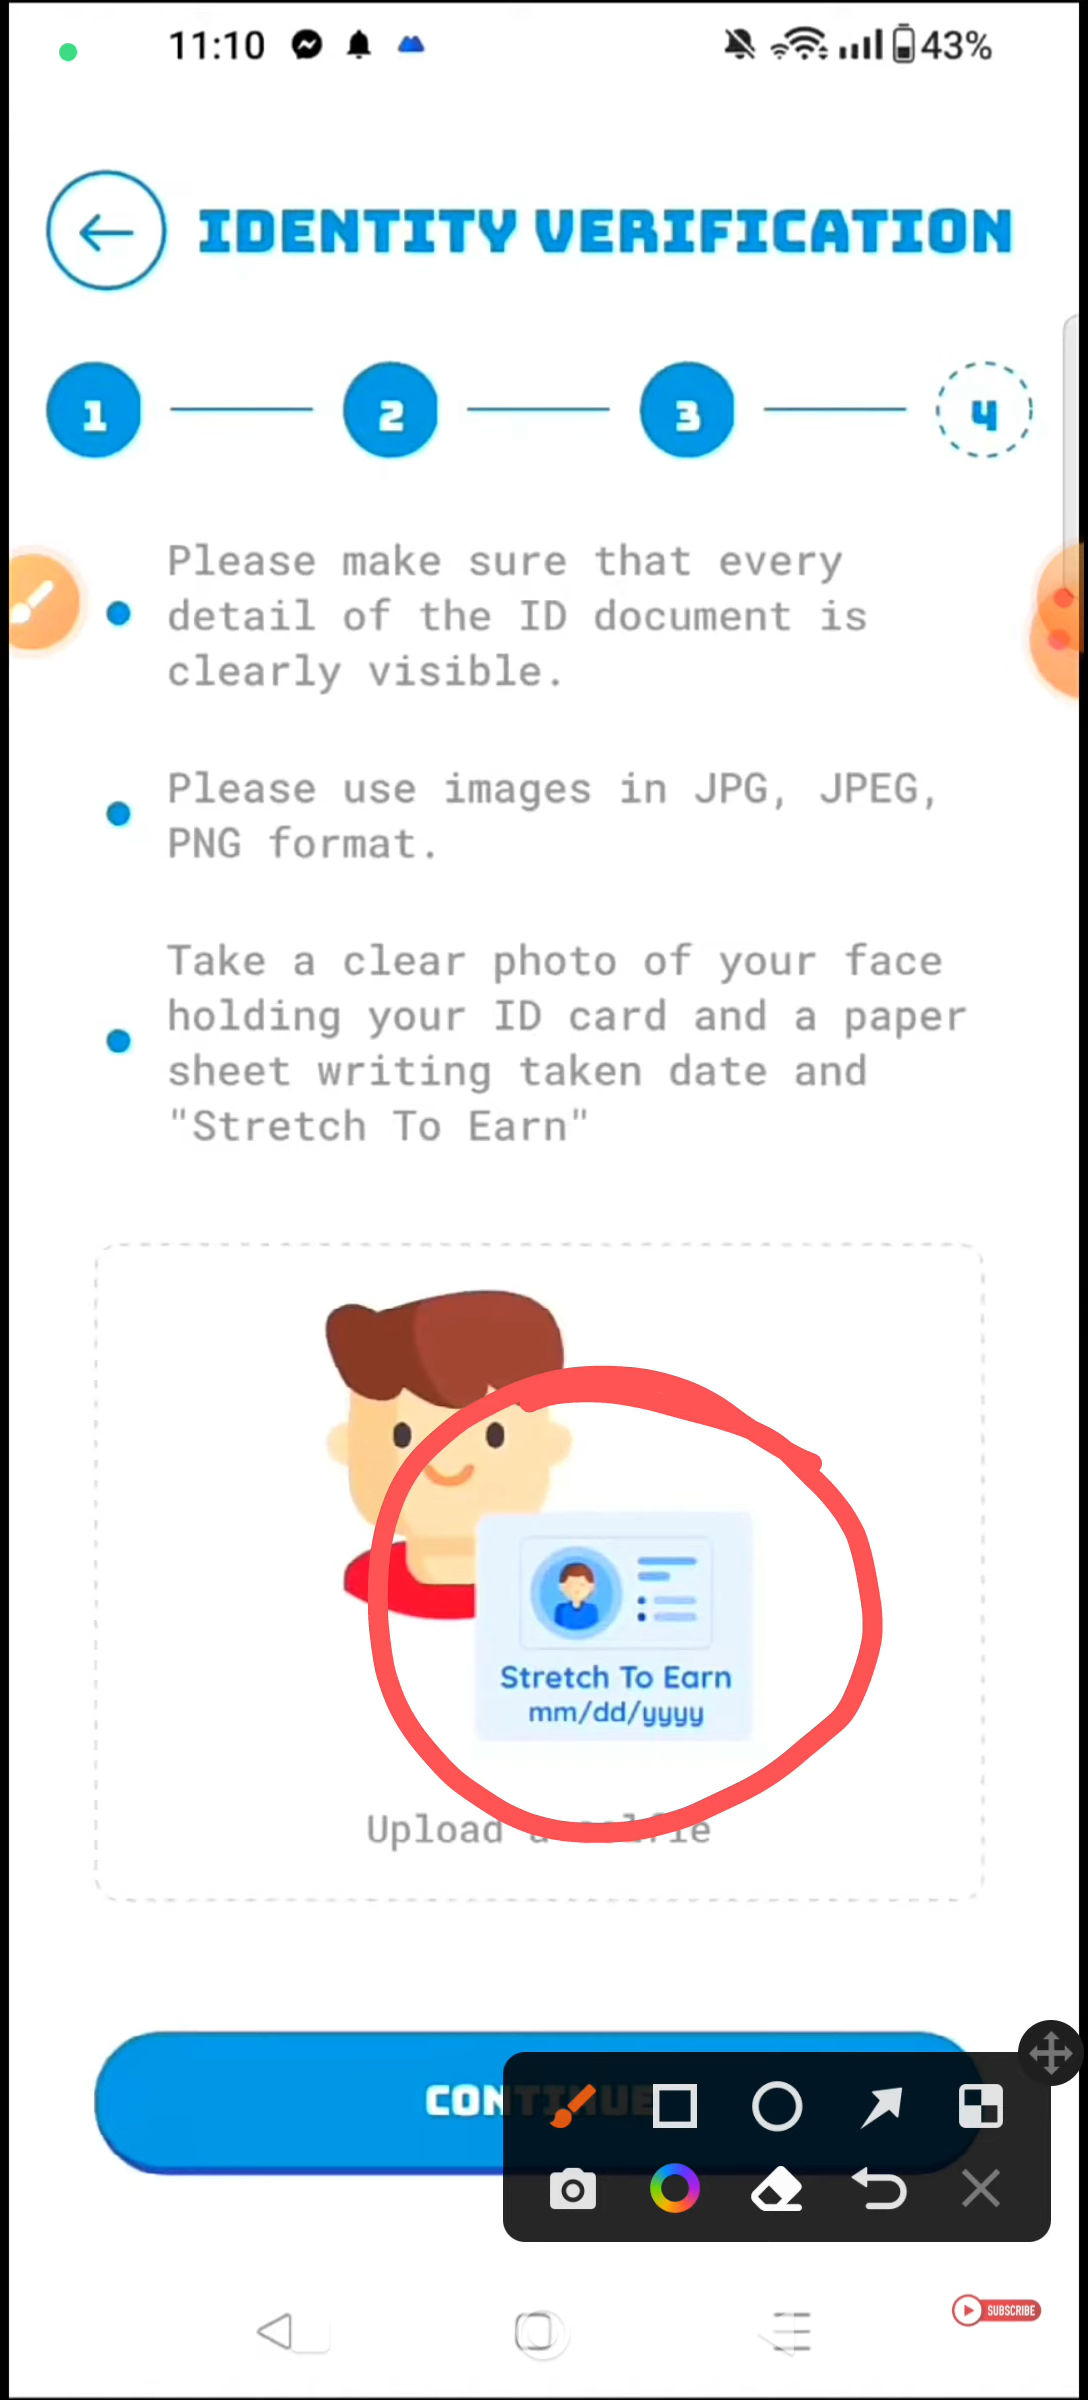 11:10
43%
IDENTITY VERIFICATION
1
2
3
4
Please make sure that every
detail of the ID document is
clearly visible.
Please use images in JPG, JPEG,
PNG format.
Take a clear photo of your face
holding your ID card and a paper
sheet writing taken date and
"Stretch To Earn"
Stretch To Earn
mm/dd/yyyy
Upload a selfie
CONTINUE
SUBSCRIBE